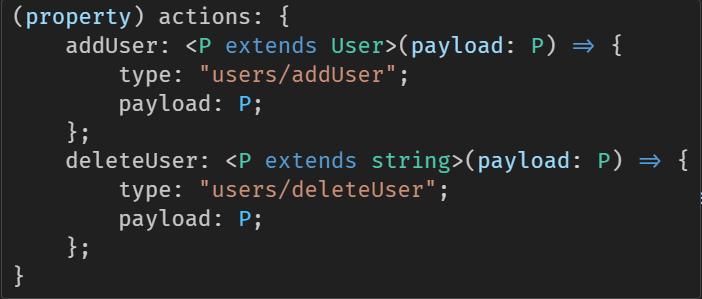 (property) actions: {
    addUser: <P extends User>(payload: P) => {
        type: "users/addUser";
        payload: P;
    };
    deleteUser: <P extends string>(payload: P) => {
        type: "users/deleteUser";
        payload: P;
    };
}